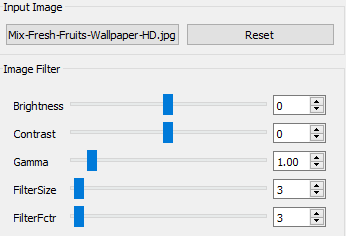 Input Image
Mix-Fresh-Fruits-Wallpaper-HD.jpg Reset
Image Filter
Brightness 0
Contrast 0
Gamma 1.00
FilterSize 3
FilterFctr 3